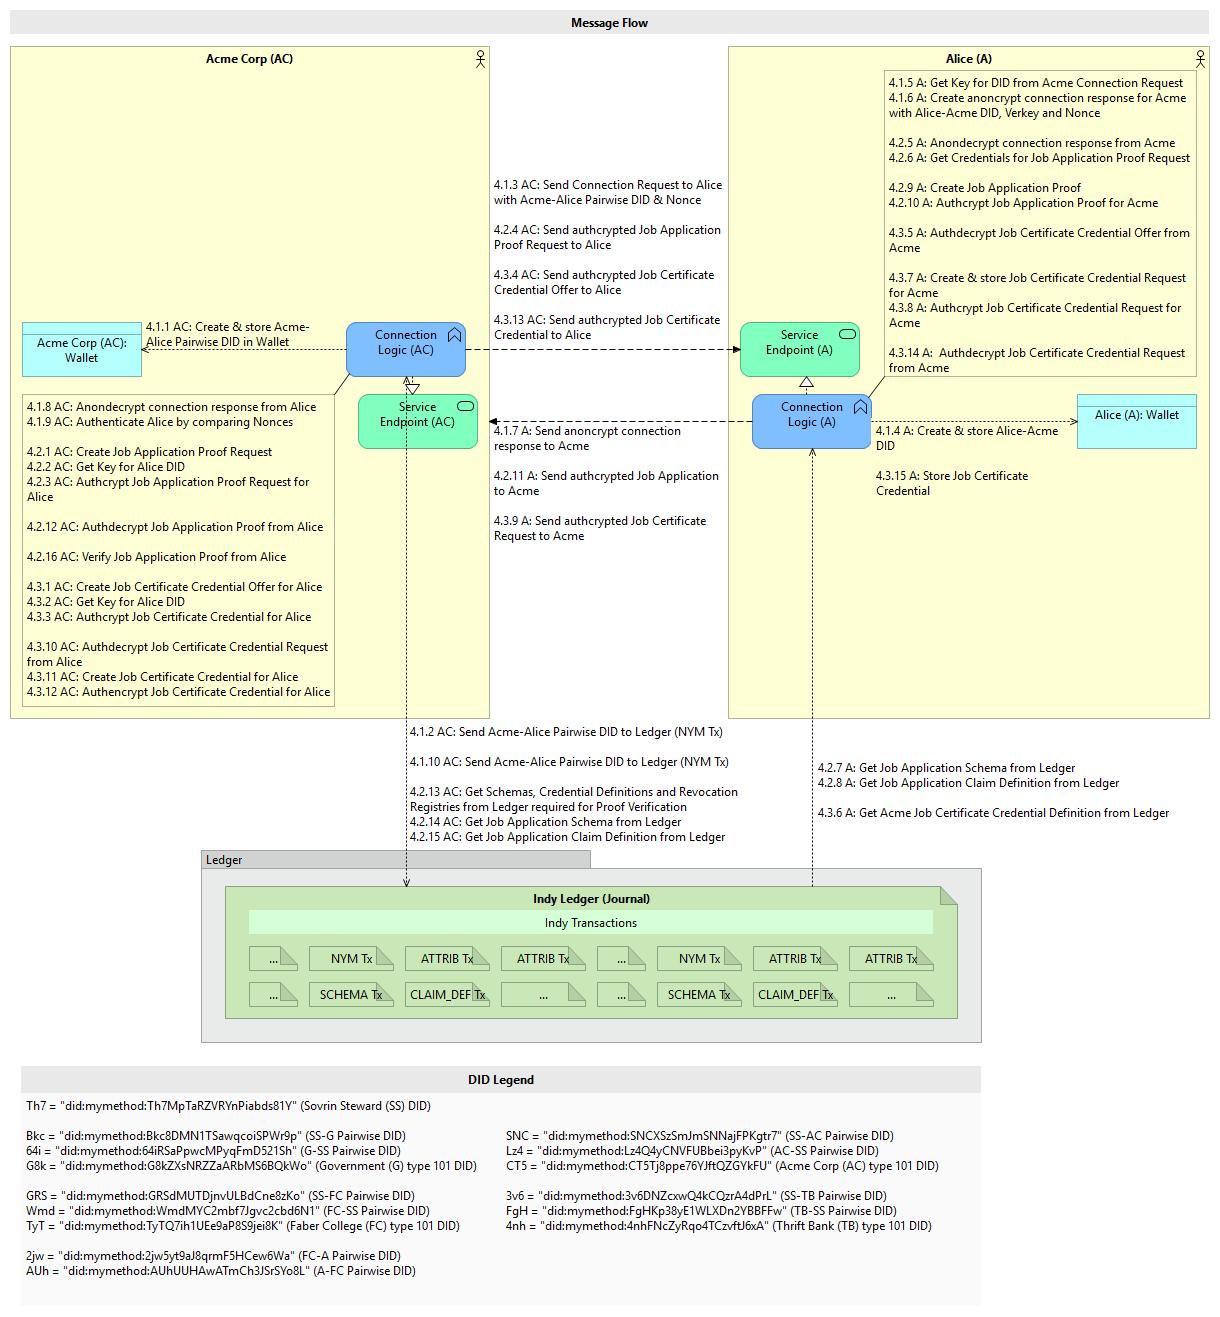 Message Flow
Acme Corp (AC)
4.1.1 AC: Create & store Acme-
Alice Pairwise DID in Wallet
Acme Corp (AC):
Wallet
Connection
Logic (AC)
Service
Endpoint (AC)
4.1.8 AC: Anondecrypt connection response from Alice
4.1.9 AC: Authenticate Alice by comparing Nonces
4.2.1 AC: Create Job Application Proof Request
4.2.2 AC: Get Key for Alice DID
4.2.3 AC: Authcrypt Job Application Proof Request for
Alice
4.2.12 AC: Authdecrypt Job Application Proof from Alice
4.2.16 AC: Verify Job Application Proof from Alice
4.3.1 AC: Create Job Certificate Credential Offer for Alice
4.3.2 AC: Get Key for Alice DID
4.3.3 AC: Authcrypt Job Certificate Credential for Alice
4.3.10 AC: Authdecrypt Job Certificate Credential Request
from Alice
4.3.11 AC: Create Job Certificate Credential for Alice
4.3.12 AC: Authencrypt Job Certificate Credential for Alice
4.1.3 AC: Send Connection Request to Alice
with Acme-Alice Pairwise DID & Nonce
4.2.4 AC: Send authcrypted Job Application
Proof Request to Alice
4.3.4 AC: Send authcrypted Job Certificate
Credential Offer to Alice
4.3.13 AC: Send authcrypted Job Certificate
Credential to Alice
4.1.7 A: Send anoncrypt connection
response to Acme
4.2.11 A: Send authcrypted Job Application
to Acme
4.3.9 A: Send authcrypted Job Certificate
Request to Acme
Alice (A)
4.1.5 A: Get Key for DID from Acme Connection Request
4.1.6 A: Create anoncrypt connection response for Acme
with Alice-Acme DID, Verkey and Nonce
4.2.5 A: Anondecrypt connection response from Acme
4.2.6 A: Get Credentials for Job Application Proof Request
4.2.9 A: Create Job Application Proof
4.2.10 A: Authcrypt Job Application Proof for Acme
4.3.5 A: Authdecrypt Job Certificate Credential Offer from
Acme
4.3.7 A: Create & store Job Certificate Credential Request
for Acme
4.3.8 A: Authcrypt Job Certificate Credential Request for
Acme
4.3.14 A:  Authdecrypt Job Certificate Credential Request
from Acme
Service
Endpoint (A)
Connection
Logic (A)
Alice (A): Wallet
4.1.4 A: Create & store Alice-Acme
DID
4.3.15 A: Store Job Certificate
Credential
4.1.2 AC: Send Acme-Alice Pairwise DID to Ledger (NYM Tx)
4.1.10 AC: Send Acme-Alice Pairwise DID to Ledger (NYM Tx)
4.2.13 AC: Get Schemas, Credential Definitions and Revocation
Registries from Ledger required for Proof Verification
4.2.14 AC: Get Job Application Schema from Ledger
4.2.15 AC: Get Job Application Claim Definition from Ledger
4.2.7 A: Get Job Application Schema from Ledger
4.2.8 A: Get Job Application Claim Definition from Ledger
4.3.6 A: Get Acme Job Certificate Credential Definition from Ledger
Ledger
Indy Ledger (Journal)
Indy Transactions
... NYM Tx ATTRIB Tx ATTRIB Tx ... NYM Tx ATTRIB Tx ATTRIB Tx
... SCHEMA Tx CLAIM_DEF Tx ... ... SCHEMA Tx CLAIM_DEF Tx ...
DID Legend
Th7 = "did:mymethod:Th7MpTaRZVRYnPiabds81Y" (Sovrin Steward (SS) DID)
Bkc = "did:mymethod:Bkc8DMN1TSawqcoiSPWr9p" (SS-G Pairwise DID)
64i = "did:mymethod:64iRSaPpwcMPyqFmD521Sh" (G-SS Pairwise DID)
G8k = "did:mymethod:G8kZXsNRZZaARbMS6BQkWo" (Government (G) type 101 DID)
SNC = "did:mymethod:SNCXSzSmJmSNNajFPKgtr7" (SS-AC Pairwise DID)
Lz4 = "did:mymethod:Lz4Q4yCNVFUBbei3pyKvP" (AC-SS Pairwise DID)
CT5 = "did:mymethod:CT5Tj8ppe76YJftQZGYkFU" (Acme Corp (AC) type 101 DID)
GRS = "did:mymethod:GRSdMUTDjnvULBdCne8zKo" (SS-FC Pairwise DID)
Wmd = "did:mymethod:WmdMYC2mbf7Jgvc2cbd6N1" (FC-SS Pairwise DID)
TyT = "did:mymethod:TyTQ7ih1UEe9aP8S9jei8K" (Faber College (FC) type 101 DID)
3v6 = "did:mymethod:3v6DNZcxwQ4kCQzrA4dPrL" (SS-TB Pairwise DID)
FgH = "did:mymethod:FgHKp38yE1WLXDn2YBBFFw" (TB-SS Pairwise DID)
4nh = "did:mymethod:4nhFNcZyRqo4TCzvftJ6xA" (Thrift Bank (TB) type 101 DID)
2jw = "did:mymethod:2jw5yt9aJ8qrmF5HCew6Wa" (FC-A Pairwise DID)
AUh = "did:mymethod:AUhUUHAwATmCh3JSrSYo8L" (A-FC Pairwise DID)